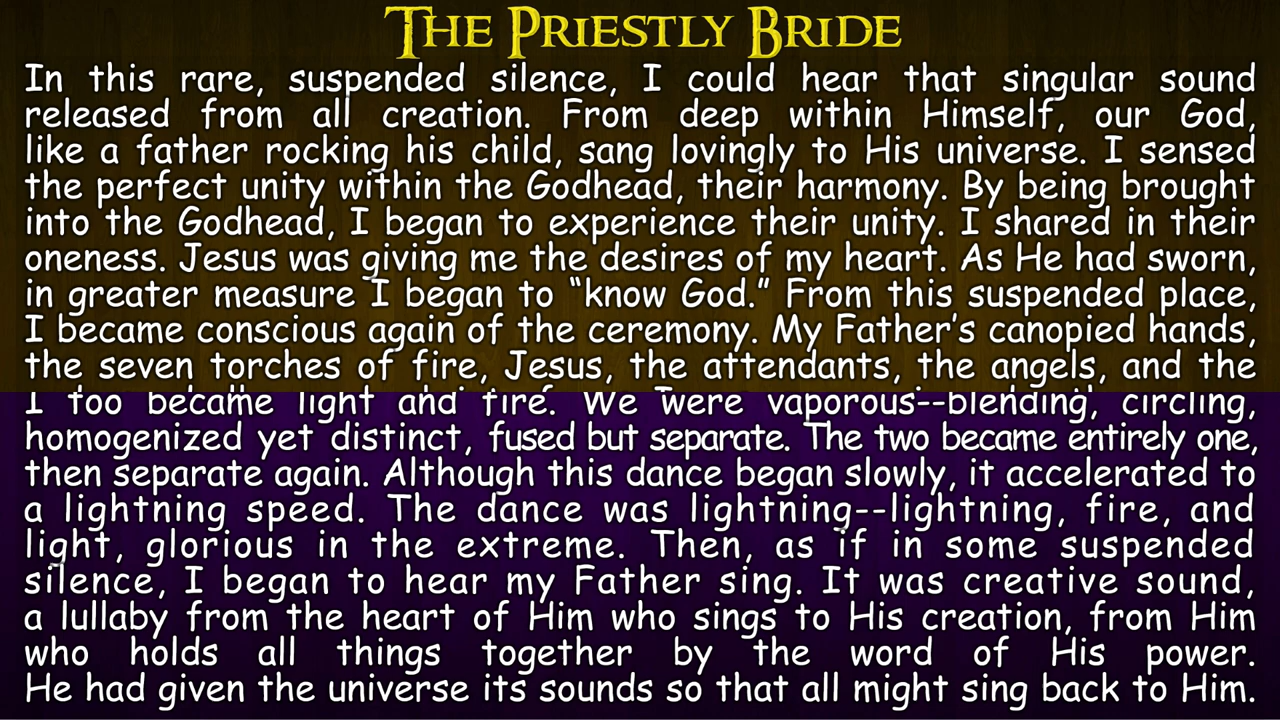 The Priestly Bride
In this rare, suspended silence, I could hear that singular sound
released from all creation. From deep within Himself, our God,
like a father rocking his child, sang lovingly to His universe. I sensed
the perfect unity within the Godhead, their harmony. By being brought
into the Godhead, I began to experience their unity. I shared in their
oneness. Jesus was giving me the desires of my heart. As He had sworn,
in greater measure I began to “know God.” From this suspended place,
I became conscious again of the ceremony. My Father’s canopied hands,
the seven torches of fire, Jesus, the attendants, the angels, and the
I too became light and fire. We were vaporous--blending, circling,
homogenized yet distinct, fused but separate. The two became entirely one,
then separate again. Although this dance began slowly, it accelerated to
a lightning speed. The dance was lightning--lightning, fire, and
light, glorious in the extreme. Then, as if in some suspended
silence, I began to hear my Father sing. It was creative sound,
a lullaby from the heart of Him who sings to His creation, from Him
who holds all things together by the word of His power.
He had given the universe its sounds so that all might sing back to Him.